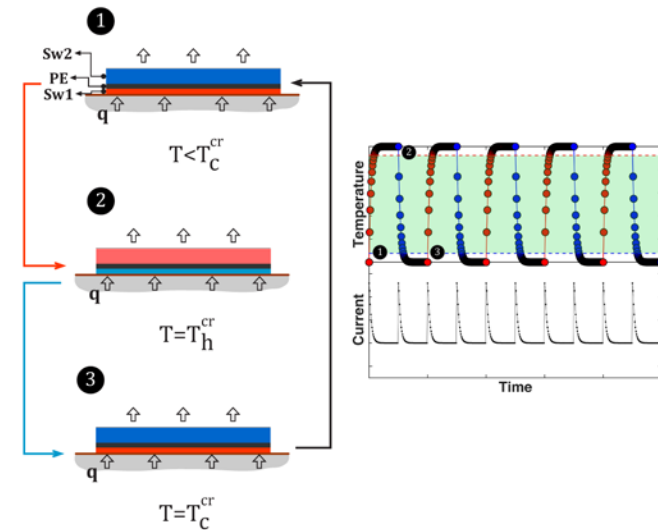 1
Sw2
PE
Sw1
q
T<T_c^cr
2
q
T=T_h^cr
3
q
T=T_c^cr
Temperature
2
1
3
Current
Time